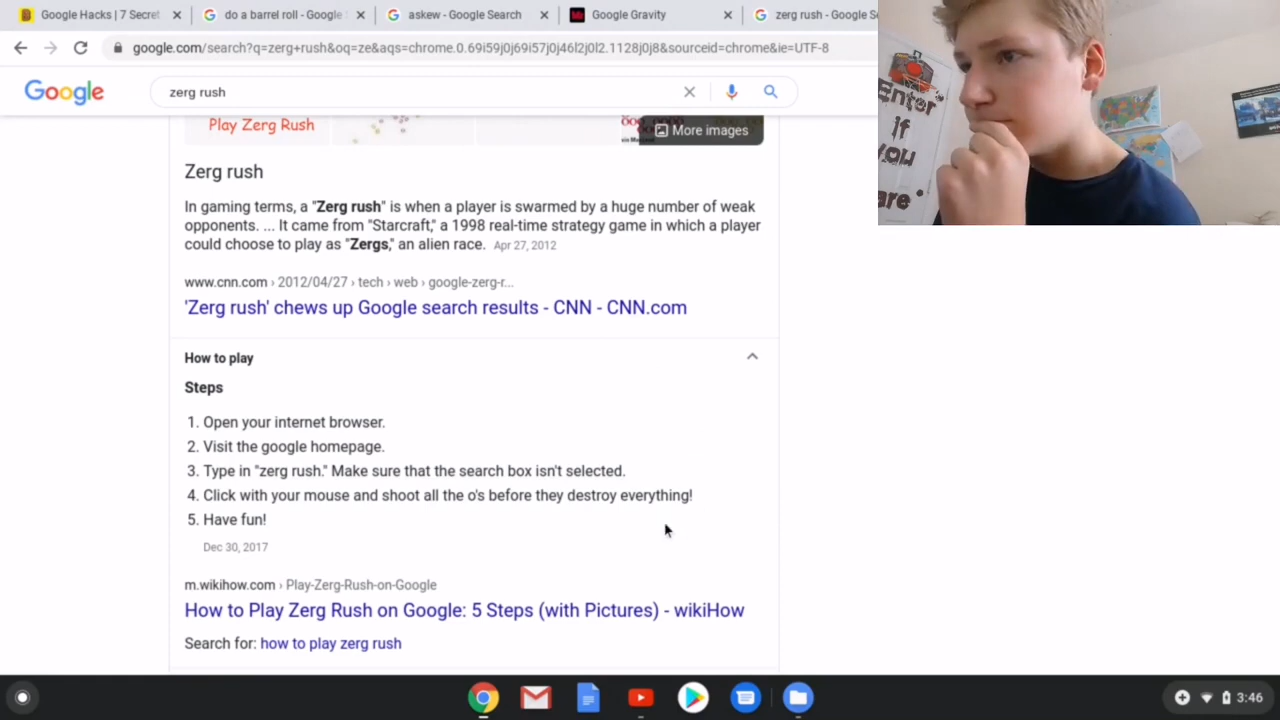 Google Hacks | 7 Secret
do a barrel roll - Google S
askew - Google Search
Google Gravity
zerg rush - Google Se
google.com/search?q=zerg+rush&oq=ze&aqs=chrome.0.69i59j0j69i57j0j46l2j0l2.1128j0j8&sourceid=chrome&ie=UTF-8
Google
zerg rush
Play Zerg Rush
More images
Enter
if
you
are
Zerg rush
In gaming terms, a "Zerg rush" is when a player is swarmed by a huge number of weak
opponents. ... It came from "Starcraft," a 1998 real-time strategy game in which a player
could choose to play as "Zergs," an alien race. Apr 27, 2012
www.cnn.com › 2012/04/27 › tech › web › google-zerg-r...
'Zerg rush' chews up Google search results - CNN - CNN.com
How to play
Steps
1. Open your internet browser.
2. Visit the google homepage.
3. Type in "zerg rush." Make sure that the search box isn't selected.
4. Click with your mouse and shoot all the o's before they destroy everything!
5. Have fun!
Dec 30, 2017
m.wikihow.com › Play-Zerg-Rush-on-Google
How to Play Zerg Rush on Google: 5 Steps (with Pictures) - wikiHow
Search for: how to play zerg rush
3:46